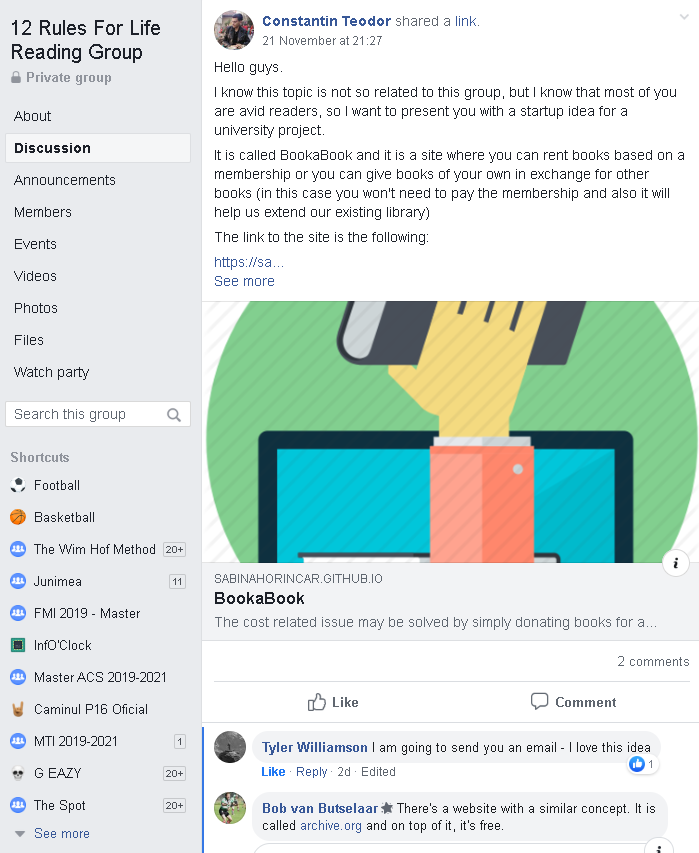 12 Rules For Life
Reading Group
Private group
About
Discussion
Announcements
Members
Events
Videos
Photos
Files
Watch party
Search this group
Shortcuts
Football
Basketball
The Wim Hof Method 20+
Junimea 11
FMI 2019 - Master
InfO'Clock
Master ACS 2019-2021
Caminul P16 Oficial
MTI 2019-2021 1
G EAZY 20+
The Spot 20+
See more
Constantin Teodor shared a link.
21 November at 21:27
Hello guys.
I know this topic is not so related to this group, but I know that most of you
are avid readers, so I want to present you with a startup idea for a
university project.
It is called BookaBook and it is a site where you can rent books based on a
membership or you can give books of your own in exchange for other
books (in this case you won't need to pay the membership and also it will
help us extend our existing library)
The link to the site is the following:
https://sa...
See more
SABINAHORINCAR.GITHUB.IO
BookaBook
The cost related issue may be solved by simply donating books for a...
2 comments
Like Comment
Tyler Williamson I am going to send you an email - I love this idea
1
Like · Reply · 2d · Edited
Bob van Butselaar There's a website with a similar concept. It is
called archive.org and on top of it, it's free.